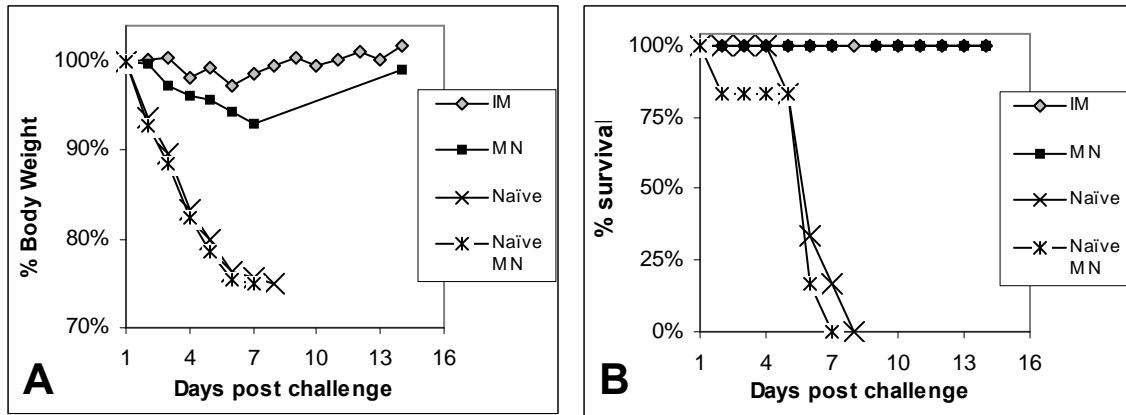 100%
90%
80%
70%
% Body Weight
1 4 7 10 13 16
Days post challenge
A
IM
MN
Naïve
Naïve
MN
100%
75%
50%
25%
0%
% survival
1 4 7 10 13 16
Days post challenge
B
IM
MN
Naïve
Naïve
MN